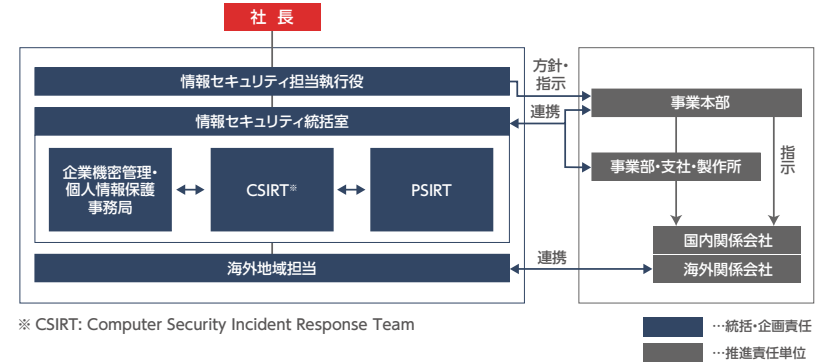 社 長
情報セキュリティ担当執行役
方針・
指示
事業本部
情報セキュリティ統括室
連携
企業機密管理・
個人情報保護
事務局
CSIRT※
PSIRT
事業部・支社・製作所
指示
国内関係会社
海外地域担当
連携
海外関係会社
※ CSIRT: Computer Security Incident Response Team
…統括・企画責任
…推進責任単位